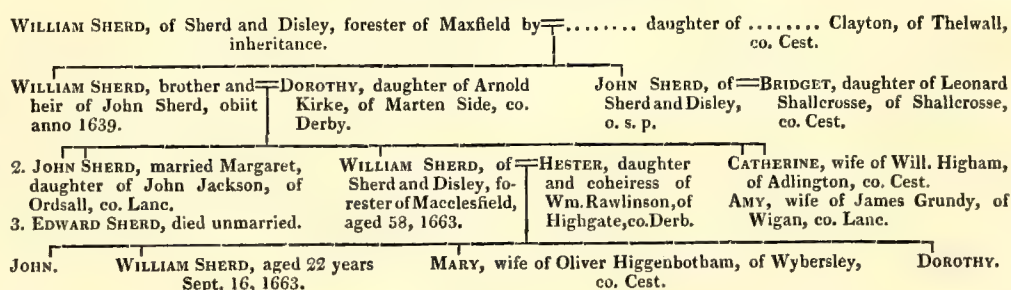 WILLIAM SHERD, of Sherd and Disley, forester of Maxfield by
inheritance.
........ daughter of ........ Clayton, of Thelwall,
co. Cest.
WILLIAM SHERD, brother and
heir of John Sherd, obiit
anno 1639.
DOROTHY, daughter of Arnold
Kirke, of Marten Side, co.
Derby.
JOHN SHERD, of
Sherd and Disley,
o. s. p.
BRIDGET, daughter of Leonard
Shallcrosse, of Shallcrosse,
co. Cest.
2. JOHN SHERD, married Margaret,
daughter of John Jackson, of
Ordsall, co. Lanc.
3. EDWARD SHERD, died unmarried.
WILLIAM SHERD, of
Sherd and Disley, fo-
rester of Macclesfield,
aged 58, 1663.
HESTER, daughter
and coheiress of
Wm. Rawlinson, of
Highgate, co. Derb.
CATHERINE, wife of Will. Higham,
of Adlington, co. Cest.
AMY, wife of James Grundy, of
Wigan, co. Lanc.
JOHN.
WILLIAM SHERD, aged 22 years
Sept. 16, 1663.
MARY, wife of Oliver Higgenbotham, of Wybersley,
co. Cest.
DOROTHY.